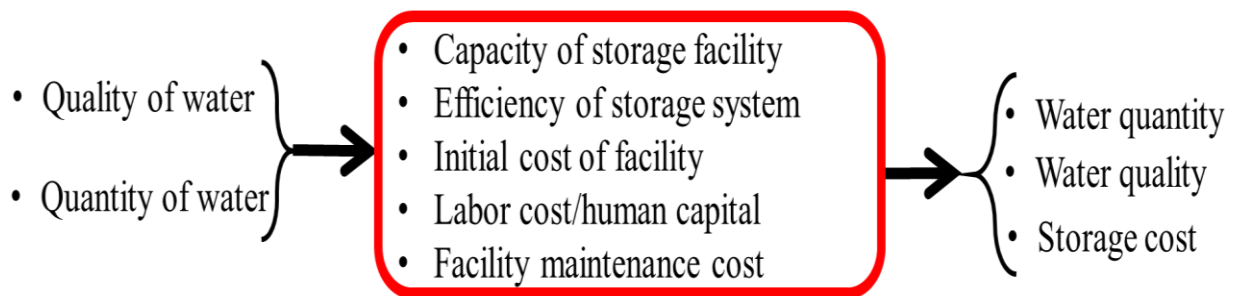 • Quality of water
• Quantity of water
• Capacity of storage facility
• Efficiency of storage system
• Initial cost of facility
• Labor cost/human capital
• Facility maintenance cost
• Water quantity
• Water quality
• Storage cost